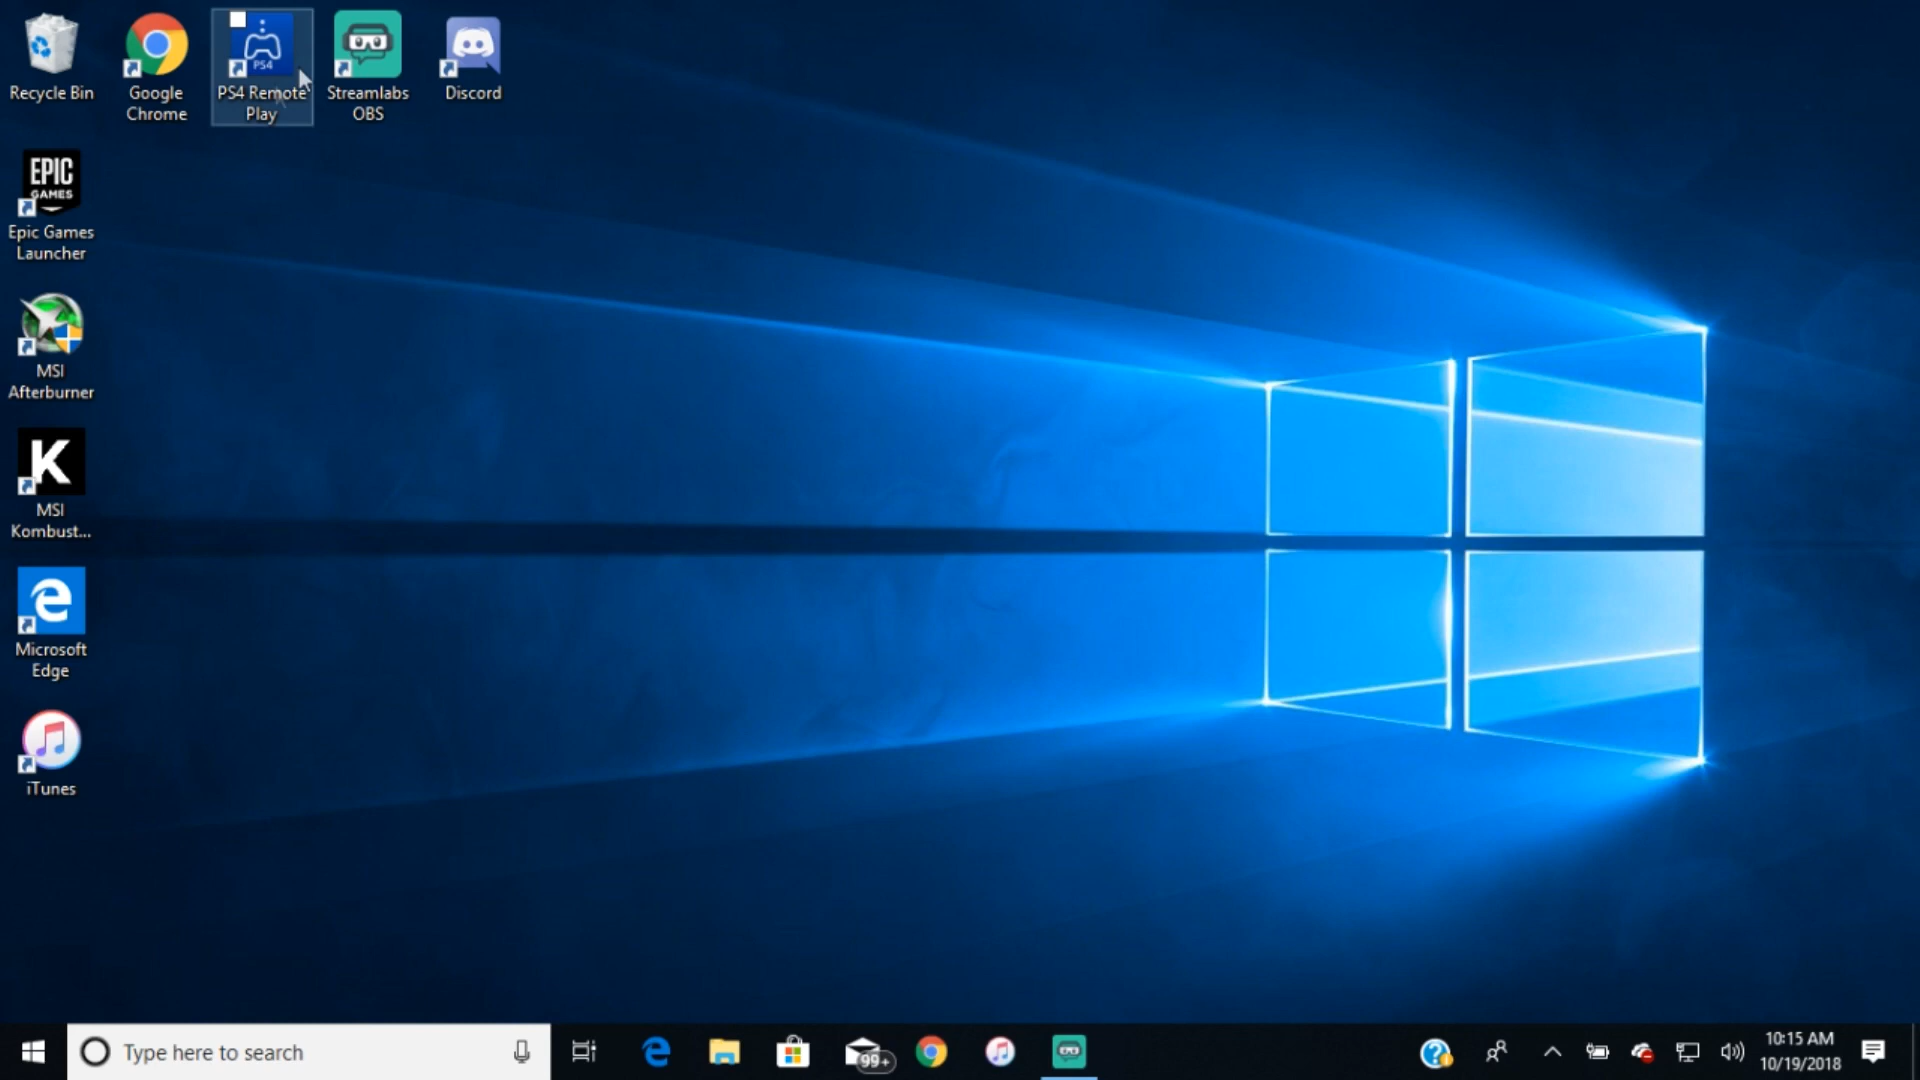 Recycle Bin
Google
Chrome
PS4
PS4 Remote
Play
Streamlabs
OBS
Discord
EPIC
GAMES
Epic Games
Launcher
MSI
Afterburner
K
MSI
Kombust...
Microsoft
Edge
iTunes
Type here to search
99+
10:15 AM
10/19/2018